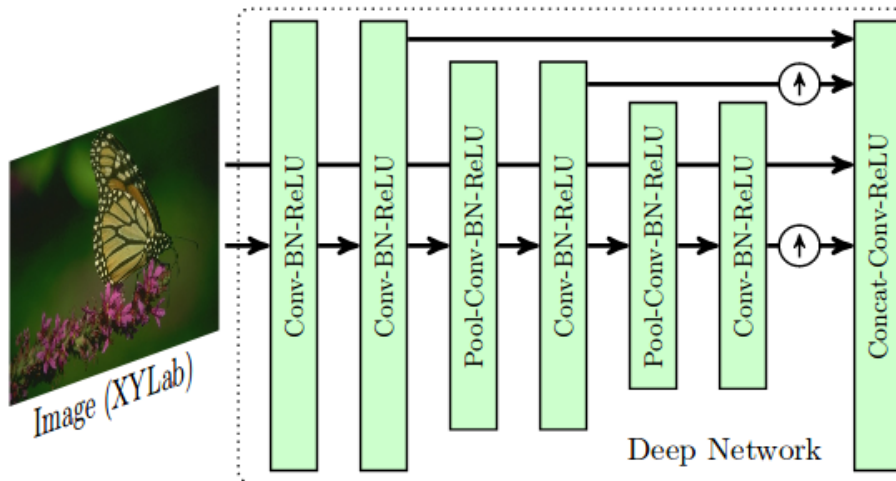 Image (XYLab)
Conv-BN-ReLU
Conv-BN-ReLU
Pool-Conv-BN-ReLU
Conv-BN-ReLU
Pool-Conv-BN-ReLU
Conv-BN-ReLU
Concat-Conv-ReLU
Deep Network